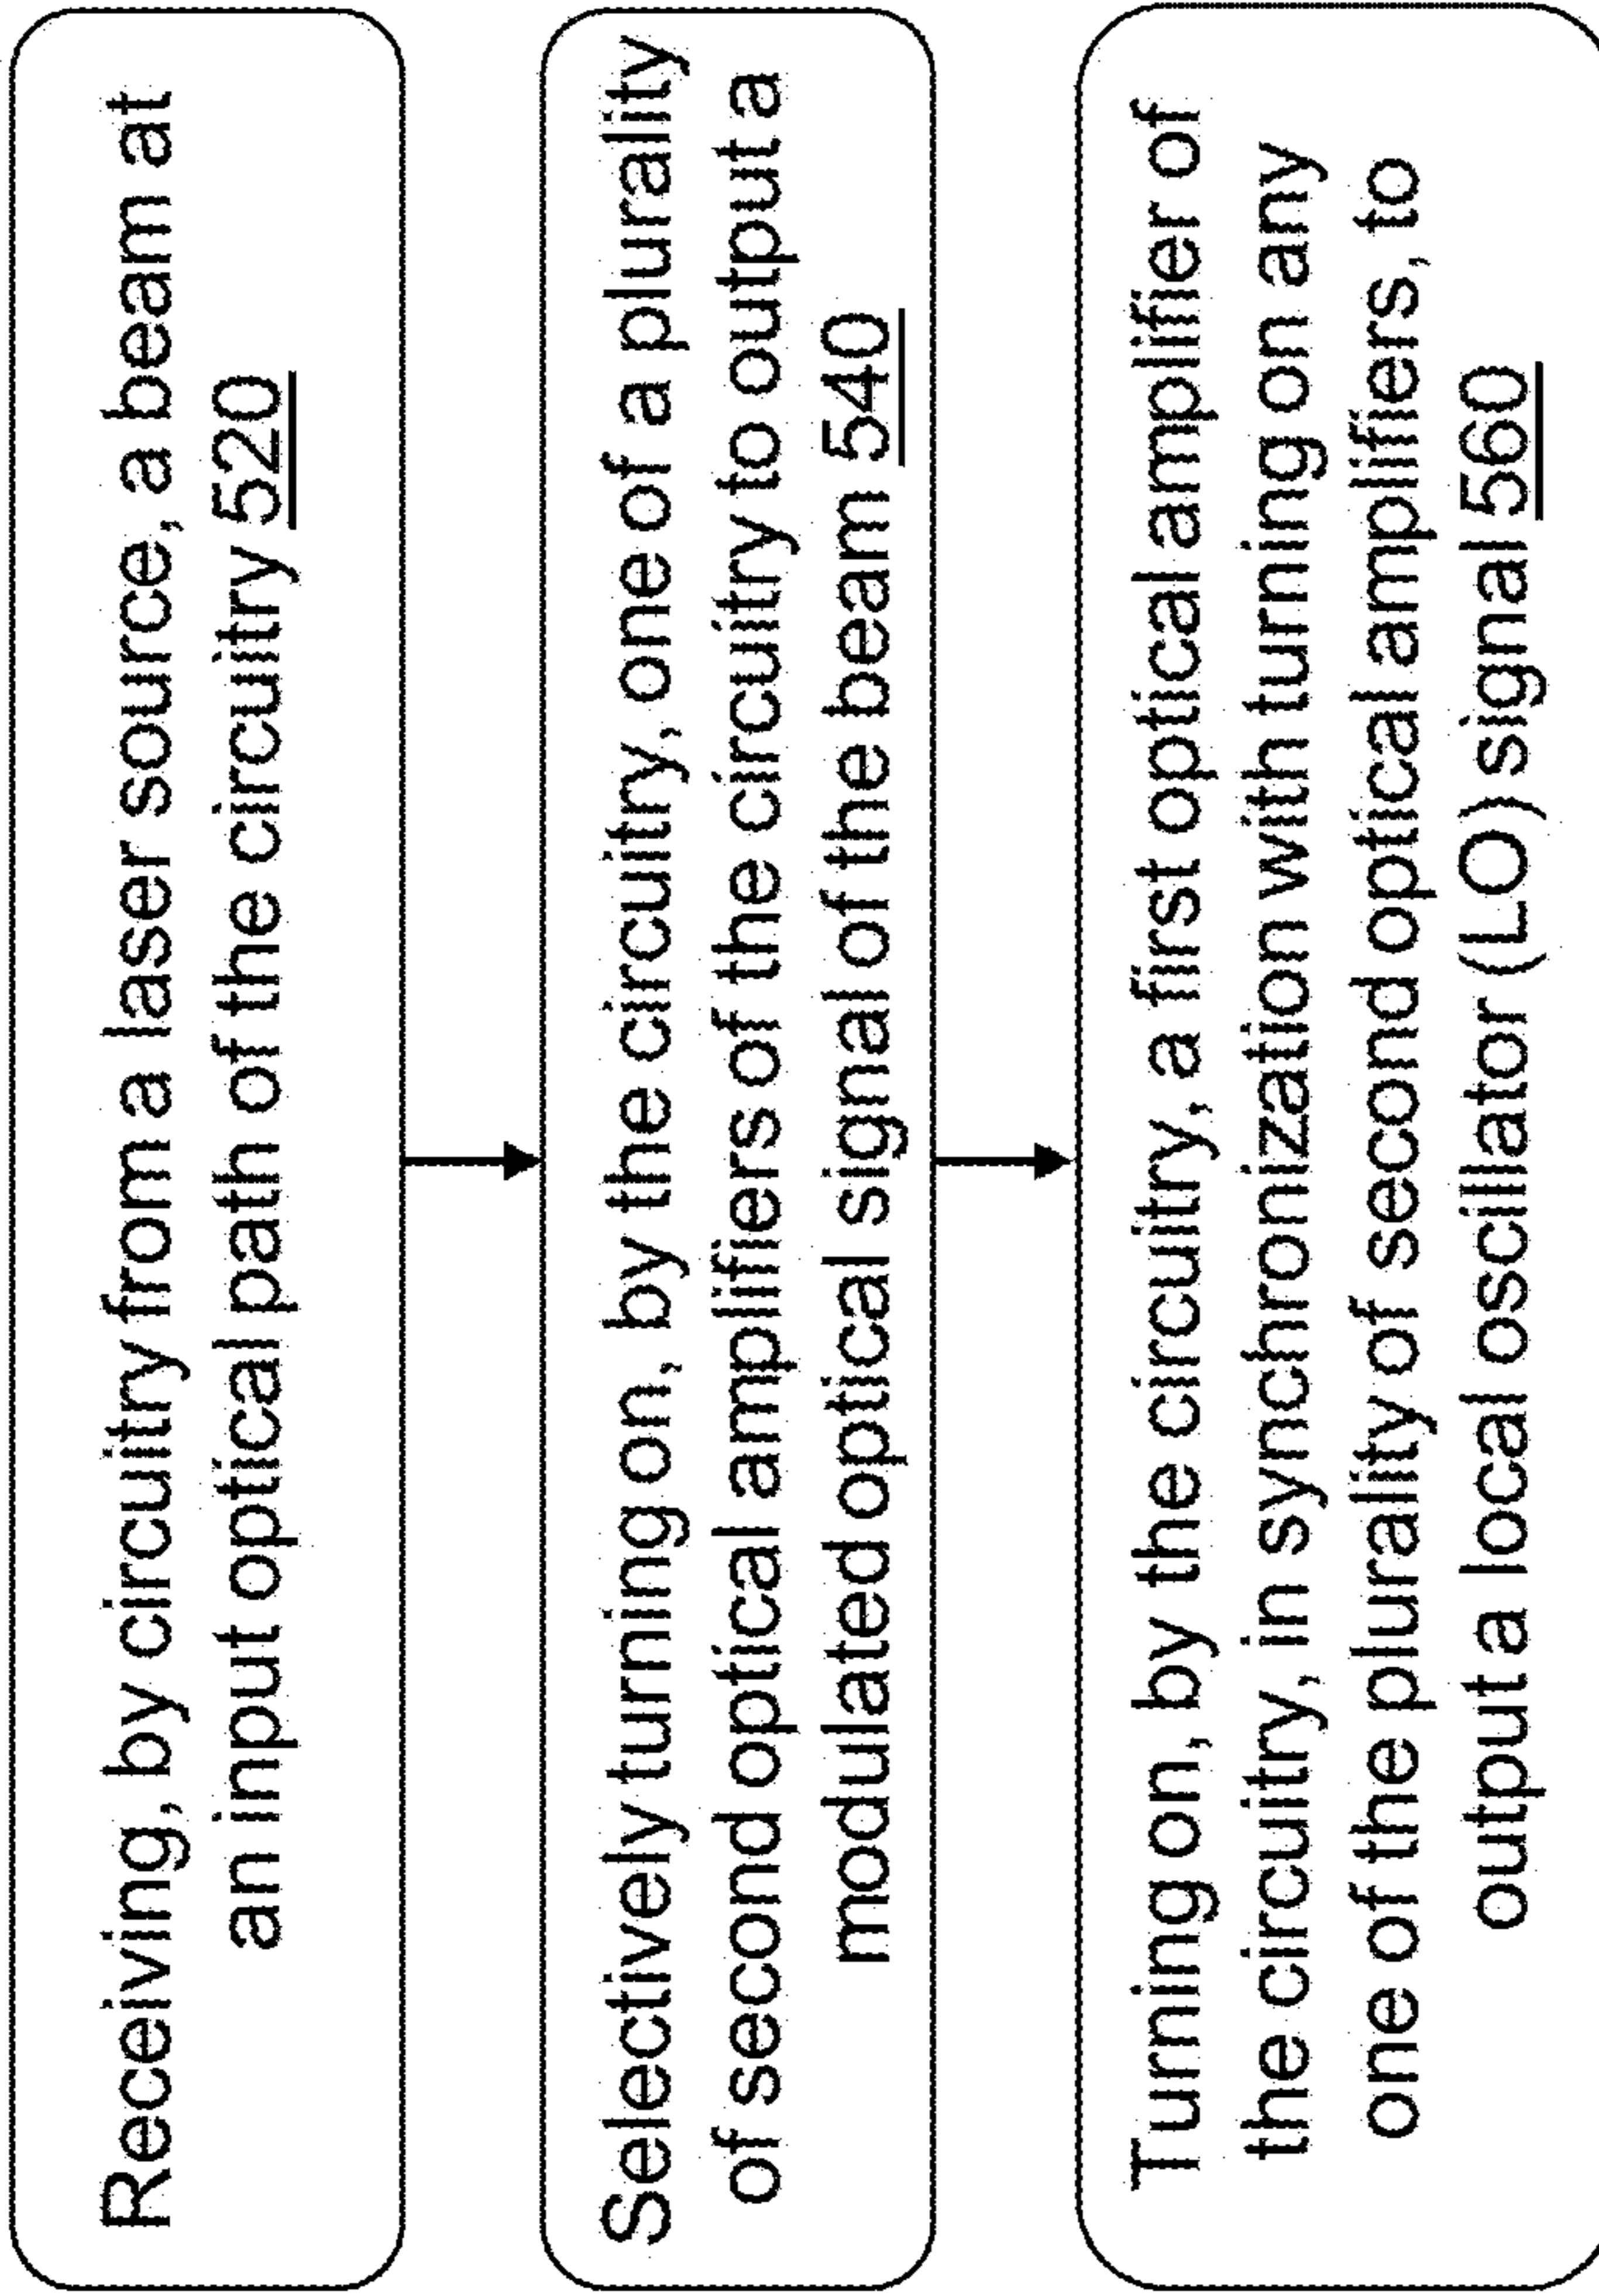 Receiving, by circuitry from a laser source, a beam at
an input optical path of the circuitry 520
Selectively turning on, by the circuitry, one of a plurality
of second optical amplifiers of the circuitry to output a
modulated optical signal of the beam 540
Turning on, by the circuitry, a first optical amplifier of
the circuitry, in synchronization with turning on any
one of the plurality of second optical amplifiers, to
output a local oscillator (LO) signal 560